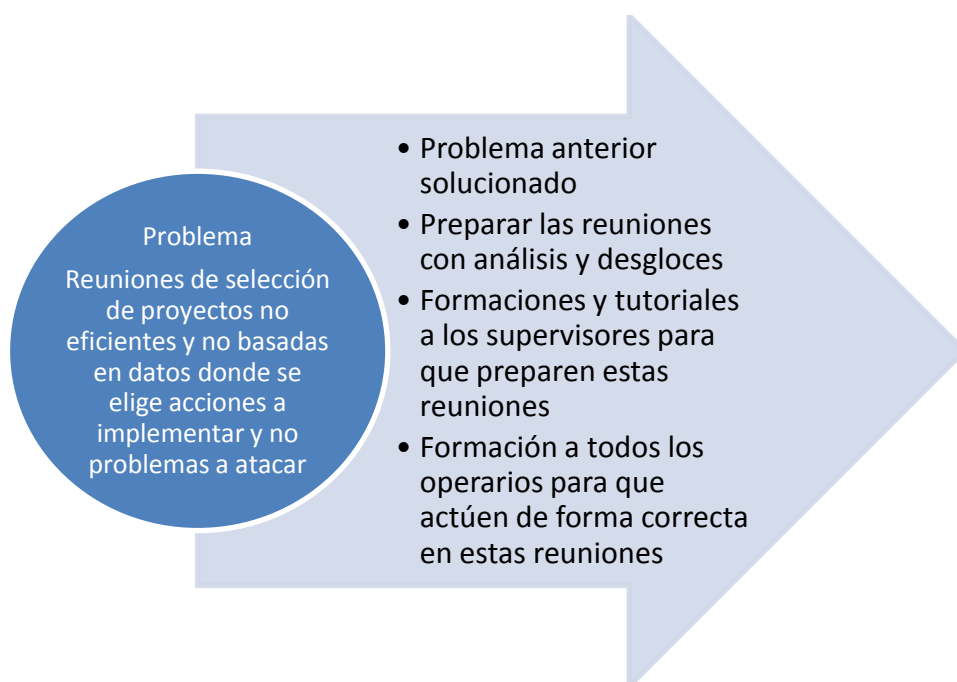 Problema
Reuniones de selección
de proyectos no
eficientes y no basadas
en datos donde se
elige acciones a
implementar y no
problemas a atacar
• Problema anterior
solucionado
• Preparar las reuniones
con análisis y desgloces
• Formaciones y tutoriales
a los supervisores para
que preparen estas
reuniones
• Formación a todos los
operarios para que
actúen de forma correcta
en estas reuniones